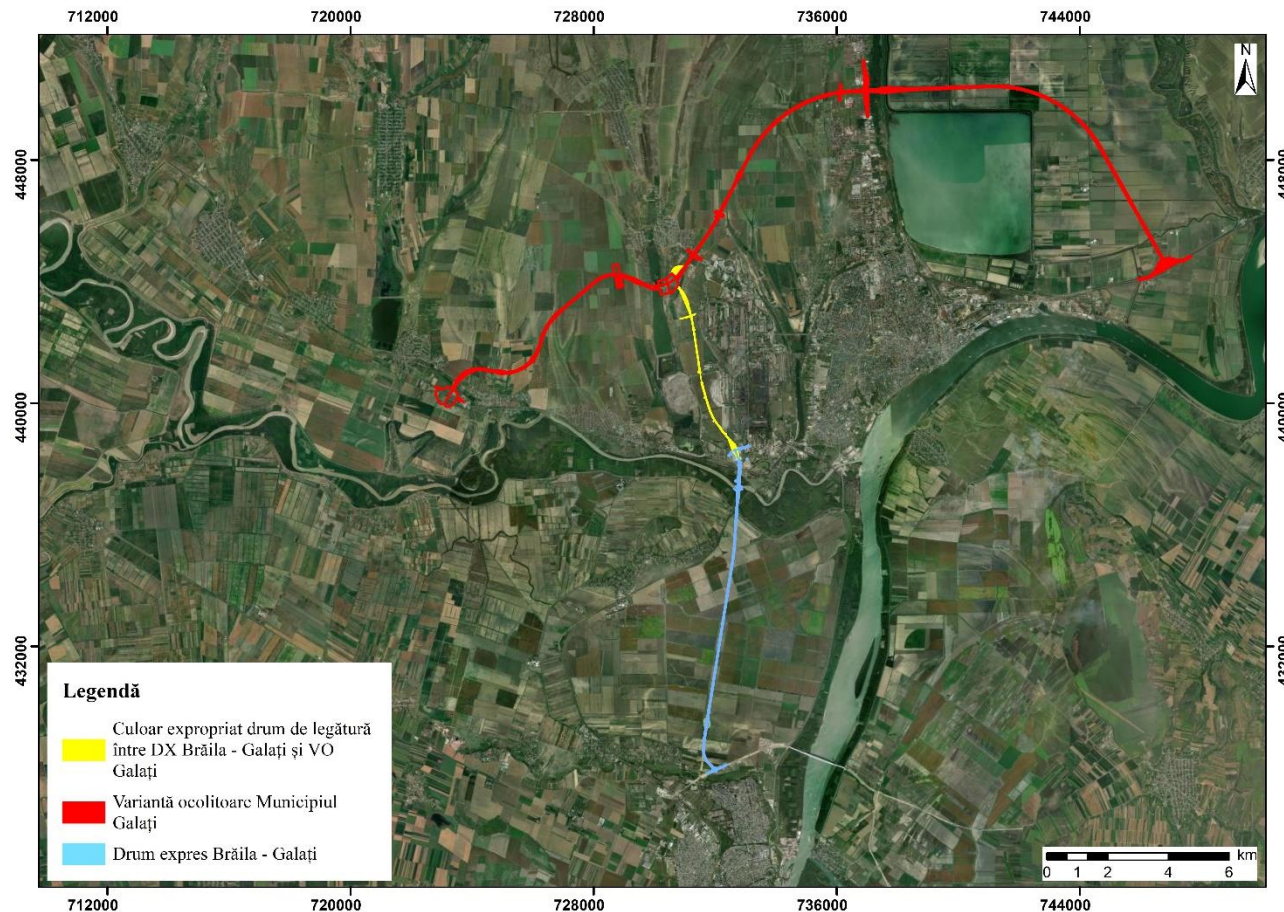 712000 720000 728000 736000 744000
N
448000 448000
440000 440000
432000 432000
Legendă
Culoar expropriat drum de legătură
între DX Brăila - Galați și VO
Galați
Variantă ocolitoare Municipiul
Galați
Drum expres Brăila - Galați
km
0 1 2 4 6
712000 720000 728000 736000 744000